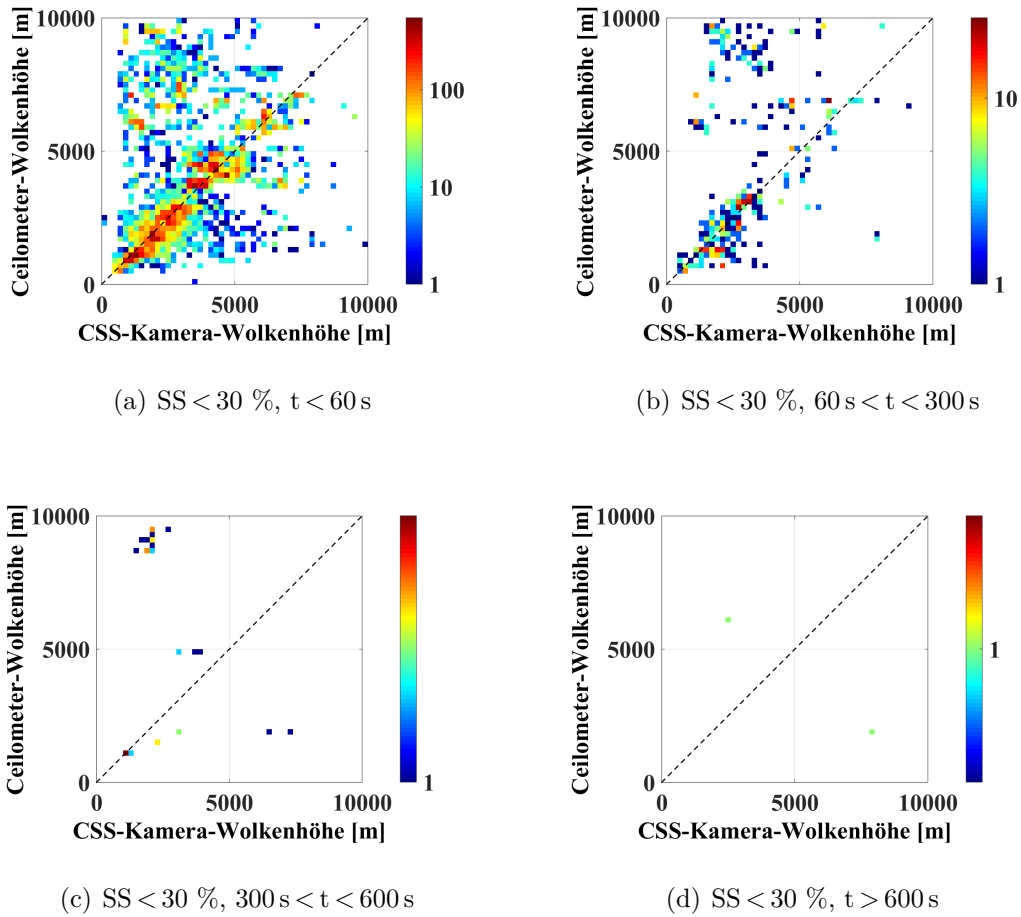 10000
5000
0
Ceilometer-Wolkenhöhe [m]
0
5000
10000
CSS-Kamera-Wolkenhöhe [m]
100
10
1
(a) SS < 30 %, t < 60 s
10000
5000
0
Ceilometer-Wolkenhöhe [m]
0
5000
10000
CSS-Kamera-Wolkenhöhe [m]
10
1
(b) SS < 30 %, 60 s < t < 300 s
10000
5000
0
Ceilometer-Wolkenhöhe [m]
0
5000
10000
CSS-Kamera-Wolkenhöhe [m]
1
(c) SS < 30 %, 300 s < t < 600 s
10000
5000
0
Ceilometer-Wolkenhöhe [m]
0
5000
10000
CSS-Kamera-Wolkenhöhe [m]
1
(d) SS < 30 %, t > 600 s